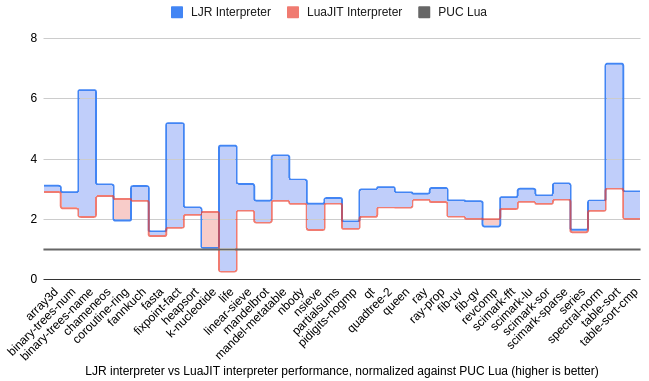 LJR Interpreter LuaJIT Interpreter PUC Lua
8
6
4
2
0
array3d
binary-trees-num
binary-trees-name
chameneos
coroutine-ring
fannkuch
fasta
fixpoint-fact
heapsort
k-nucleotide
life
linear-sieve
mandelbrot
mandel-metatable
nbody
nsieve
partialsums
pidigits-nogmp
qt
quadtree-2
queen
ray
ray-prop
fib-uv
fib-gv
revcomp
scimark-fft
scimark-lu
scimark-sor
scimark-sparse
series
spectral-norm
table-sort
table-sort-cmp
LJR interpreter vs LuaJIT interpreter performance, normalized against PUC Lua (higher is better)